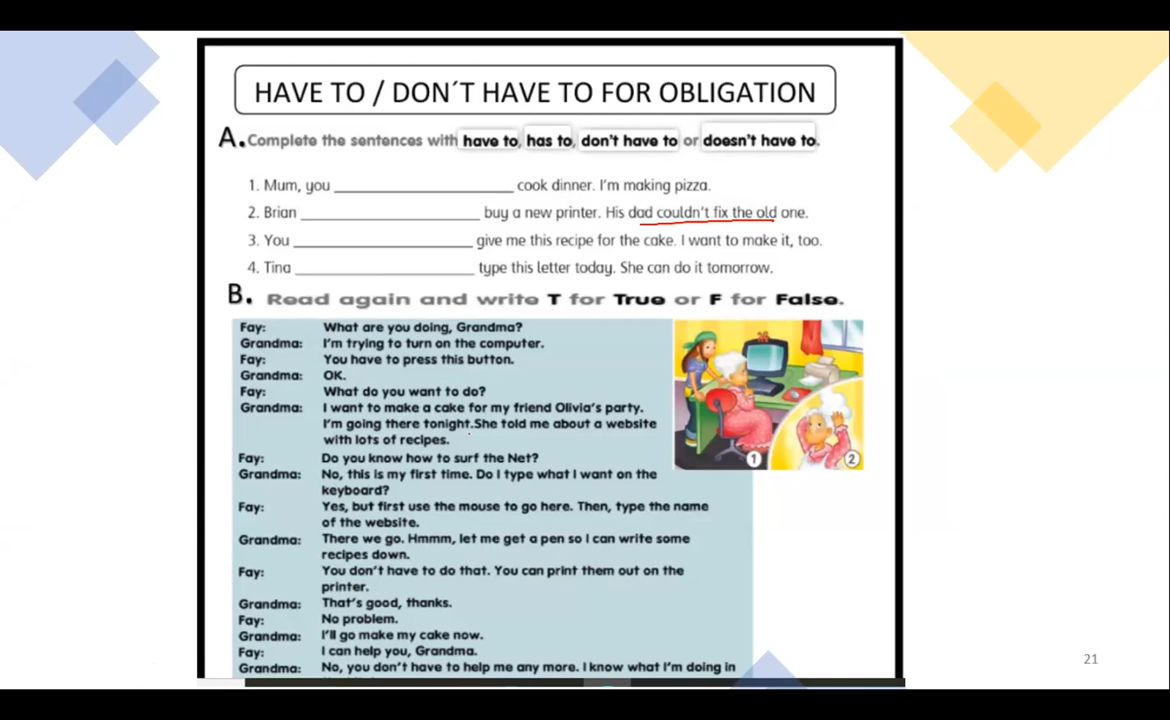 HAVE TO / DON´T HAVE TO FOR OBLIGATION
A. Complete the sentences with have to, has to, don't have to or doesn't have to.
1. Mum, you ____________________ cook dinner. I'm making pizza.
2. Brian ____________________ buy a new printer. His dad couldn't fix the old one.
3. You ____________________ give me this recipe for the cake. I want to make it, too.
4. Tina ____________________ type this letter today. She can do it tomorrow.
B. Read again and write T for True or F for False.
Fay: What are you doing, Grandma?
Grandma: I'm trying to turn on the computer.
Fay: You have to press this button.
Grandma: OK.
Fay: What do you want to do?
Grandma: I want to make a cake for my friend Olivia's party.
I'm going there tonight.She told me about a website
with lots of recipes.
Fay: Do you know how to surf the Net?
Grandma: No, this is my first time. Do I type what I want on the
keyboard?
Fay: Yes, but first use the mouse to go here. Then, type the name
of the website.
Grandma: There we go. Hmmm, let me get a pen so I can write some
recipes down.
Fay: You don't have to do that. You can print them out on the
printer.
Grandma: That's good, thanks.
Fay: No problem.
Grandma: I'll go make my cake now.
Fay: I can help you, Grandma.
Grandma: No, you don't have to help me any more. I know what I'm doing in
1
2
21